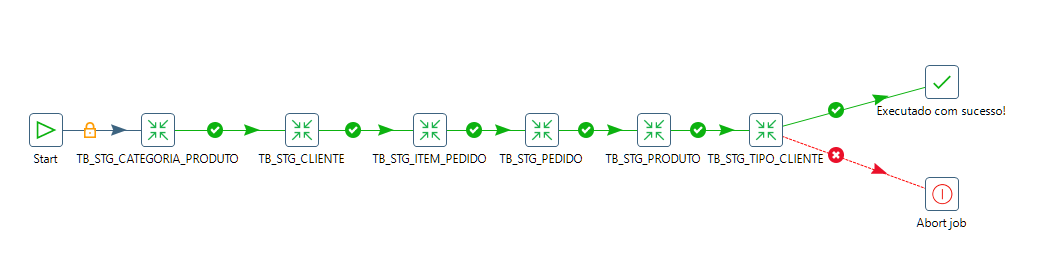 Start
TB_STG_CATEGORIA_PRODUTO
TB_STG_CLIENTE
TB_STG_ITEM_PEDIDO
TB_STG_PEDIDO
TB_STG_PRODUTO
TB_STG_TIPO_CLIENTE
Executado com sucesso!
Abort job